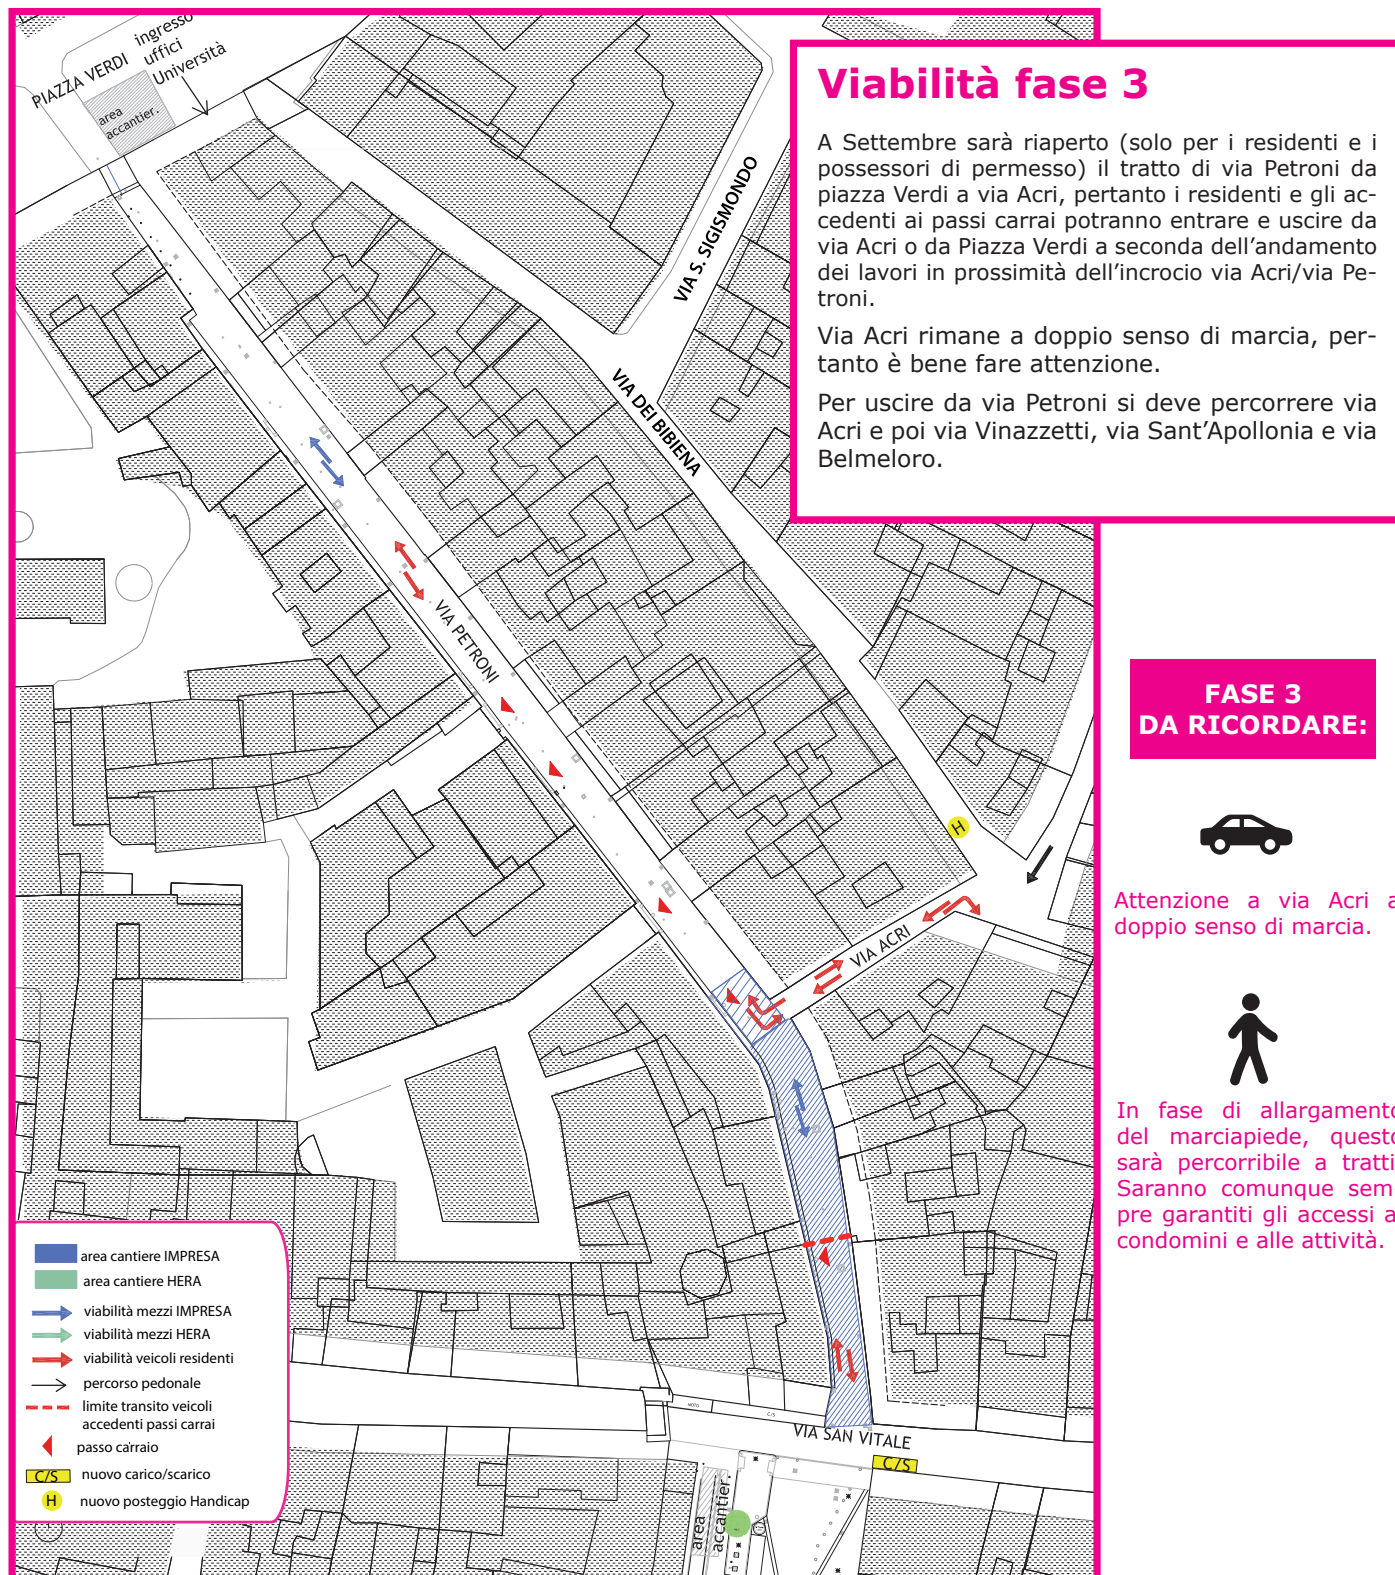 PIAZZA VERDI
ingresso
uffici
Università
area
accantier.
VIA S. SIGISMONDO
VIA DEI BIBIENA
VIA PETRONI
H
VIA ACRI
VIA SAN VITALE
MOTO
C/S
C/S
area
accantier.
Viabilità fase 3
A Settembre sarà riaperto (solo per i residenti e i
possessori di permesso) il tratto di via Petroni da
piazza Verdi a via Acri, pertanto i residenti e gli ac-
cedenti ai passi carrai potranno entrare e uscire da
via Acri o da Piazza Verdi a seconda dell'andamento
dei lavori in prossimità dell'incrocio via Acri/via Pe-
troni.
Via Acri rimane a doppio senso di marcia, per-
tanto è bene fare attenzione.
Per uscire da via Petroni si deve percorrere via
Acri e poi via Vinazzetti, via Sant'Apollonia e via
Belmeloro.
FASE 3
DA RICORDARE:
Attenzione a via Acri a
doppio senso di marcia.
In fase di allargamento
del marciapiede, questo
sarà percorribile a tratti
Saranno comunque sem
pre garantiti gli accessi a
condomini e alle attività.
area cantiere IMPRESA
area cantiere HERA
viabilità mezzi IMPRESA
viabilità mezzi HERA
viabilità veicoli residenti
percorso pedonale
limite transito veicoli
accedenti passi carrai
passo carraio
C/S nuovo carico/scarico
H nuovo posteggio Handicap